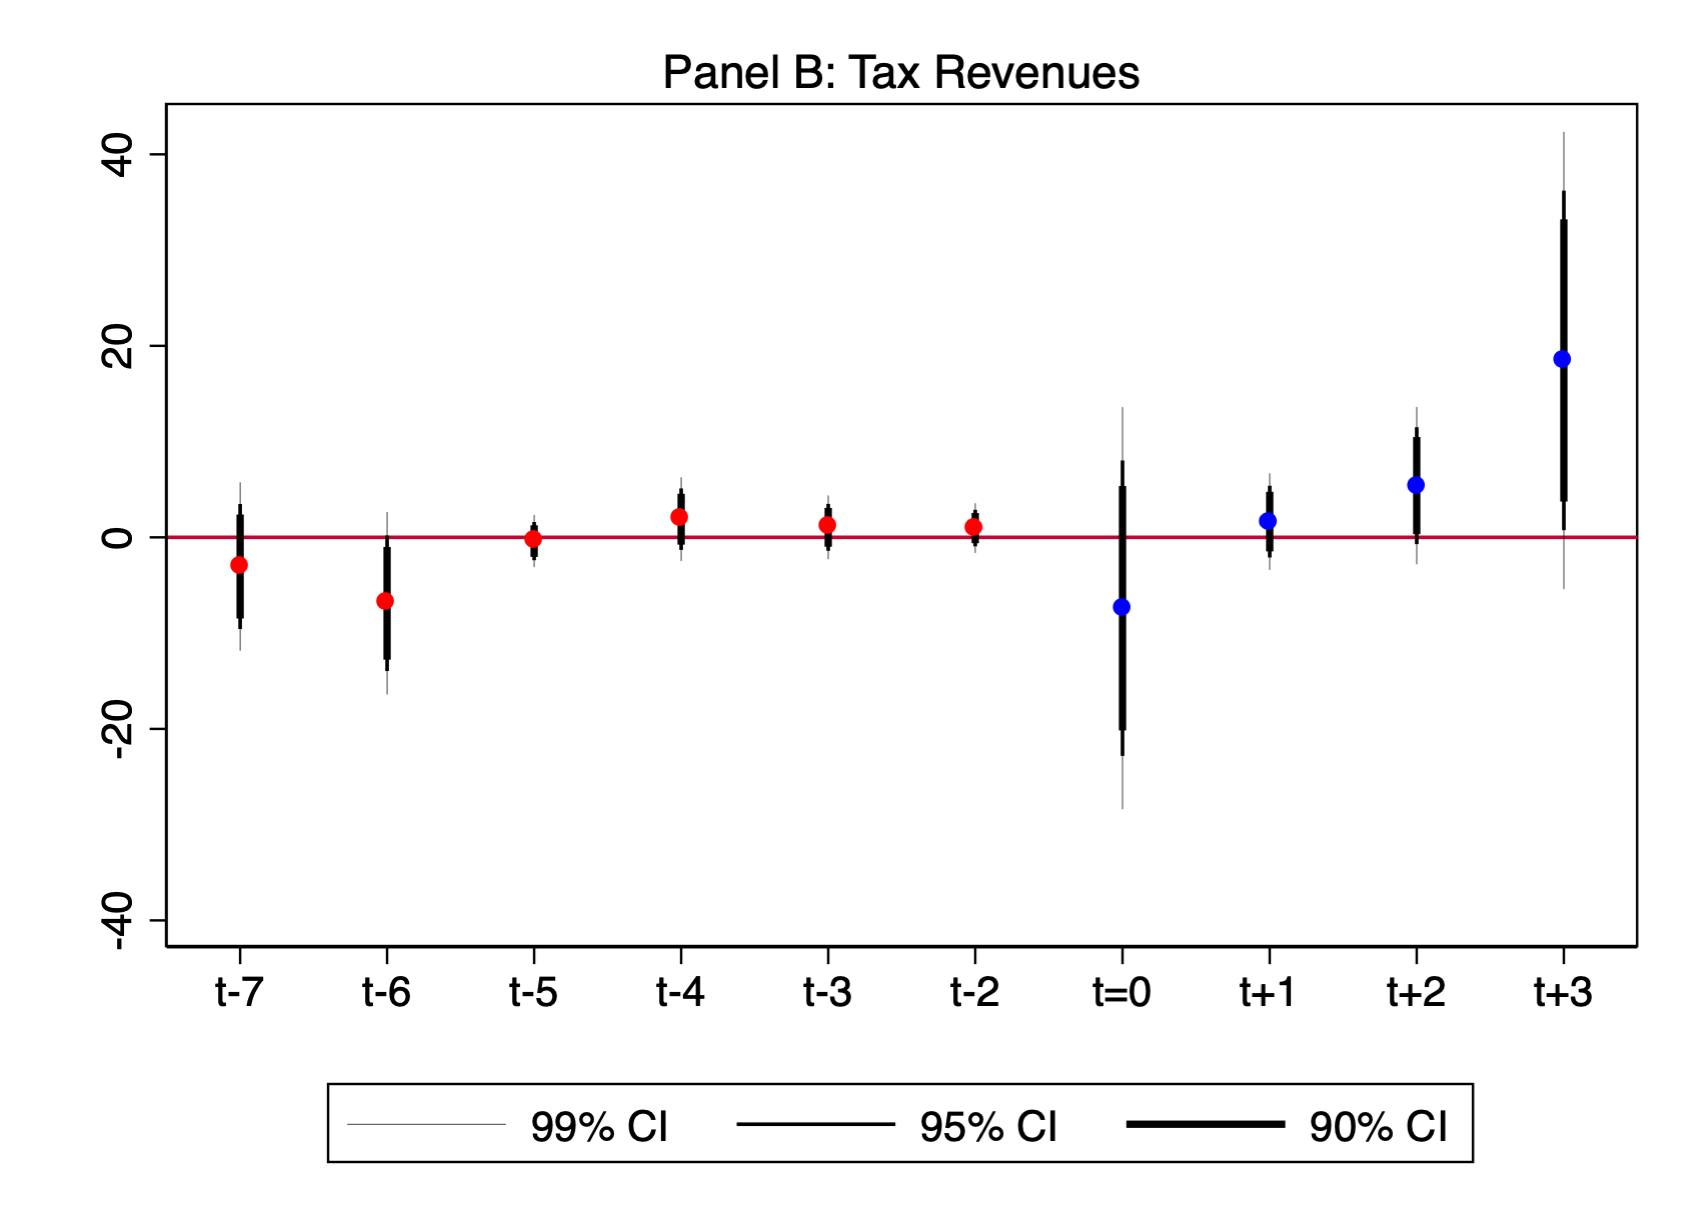 Panel B: Tax Revenues
40
20
0
-20
-40
t-7 t-6 t-5 t-4 t-3 t-2 t=0 t+1 t+2 t+3
99% CI 95% CI 90% CI